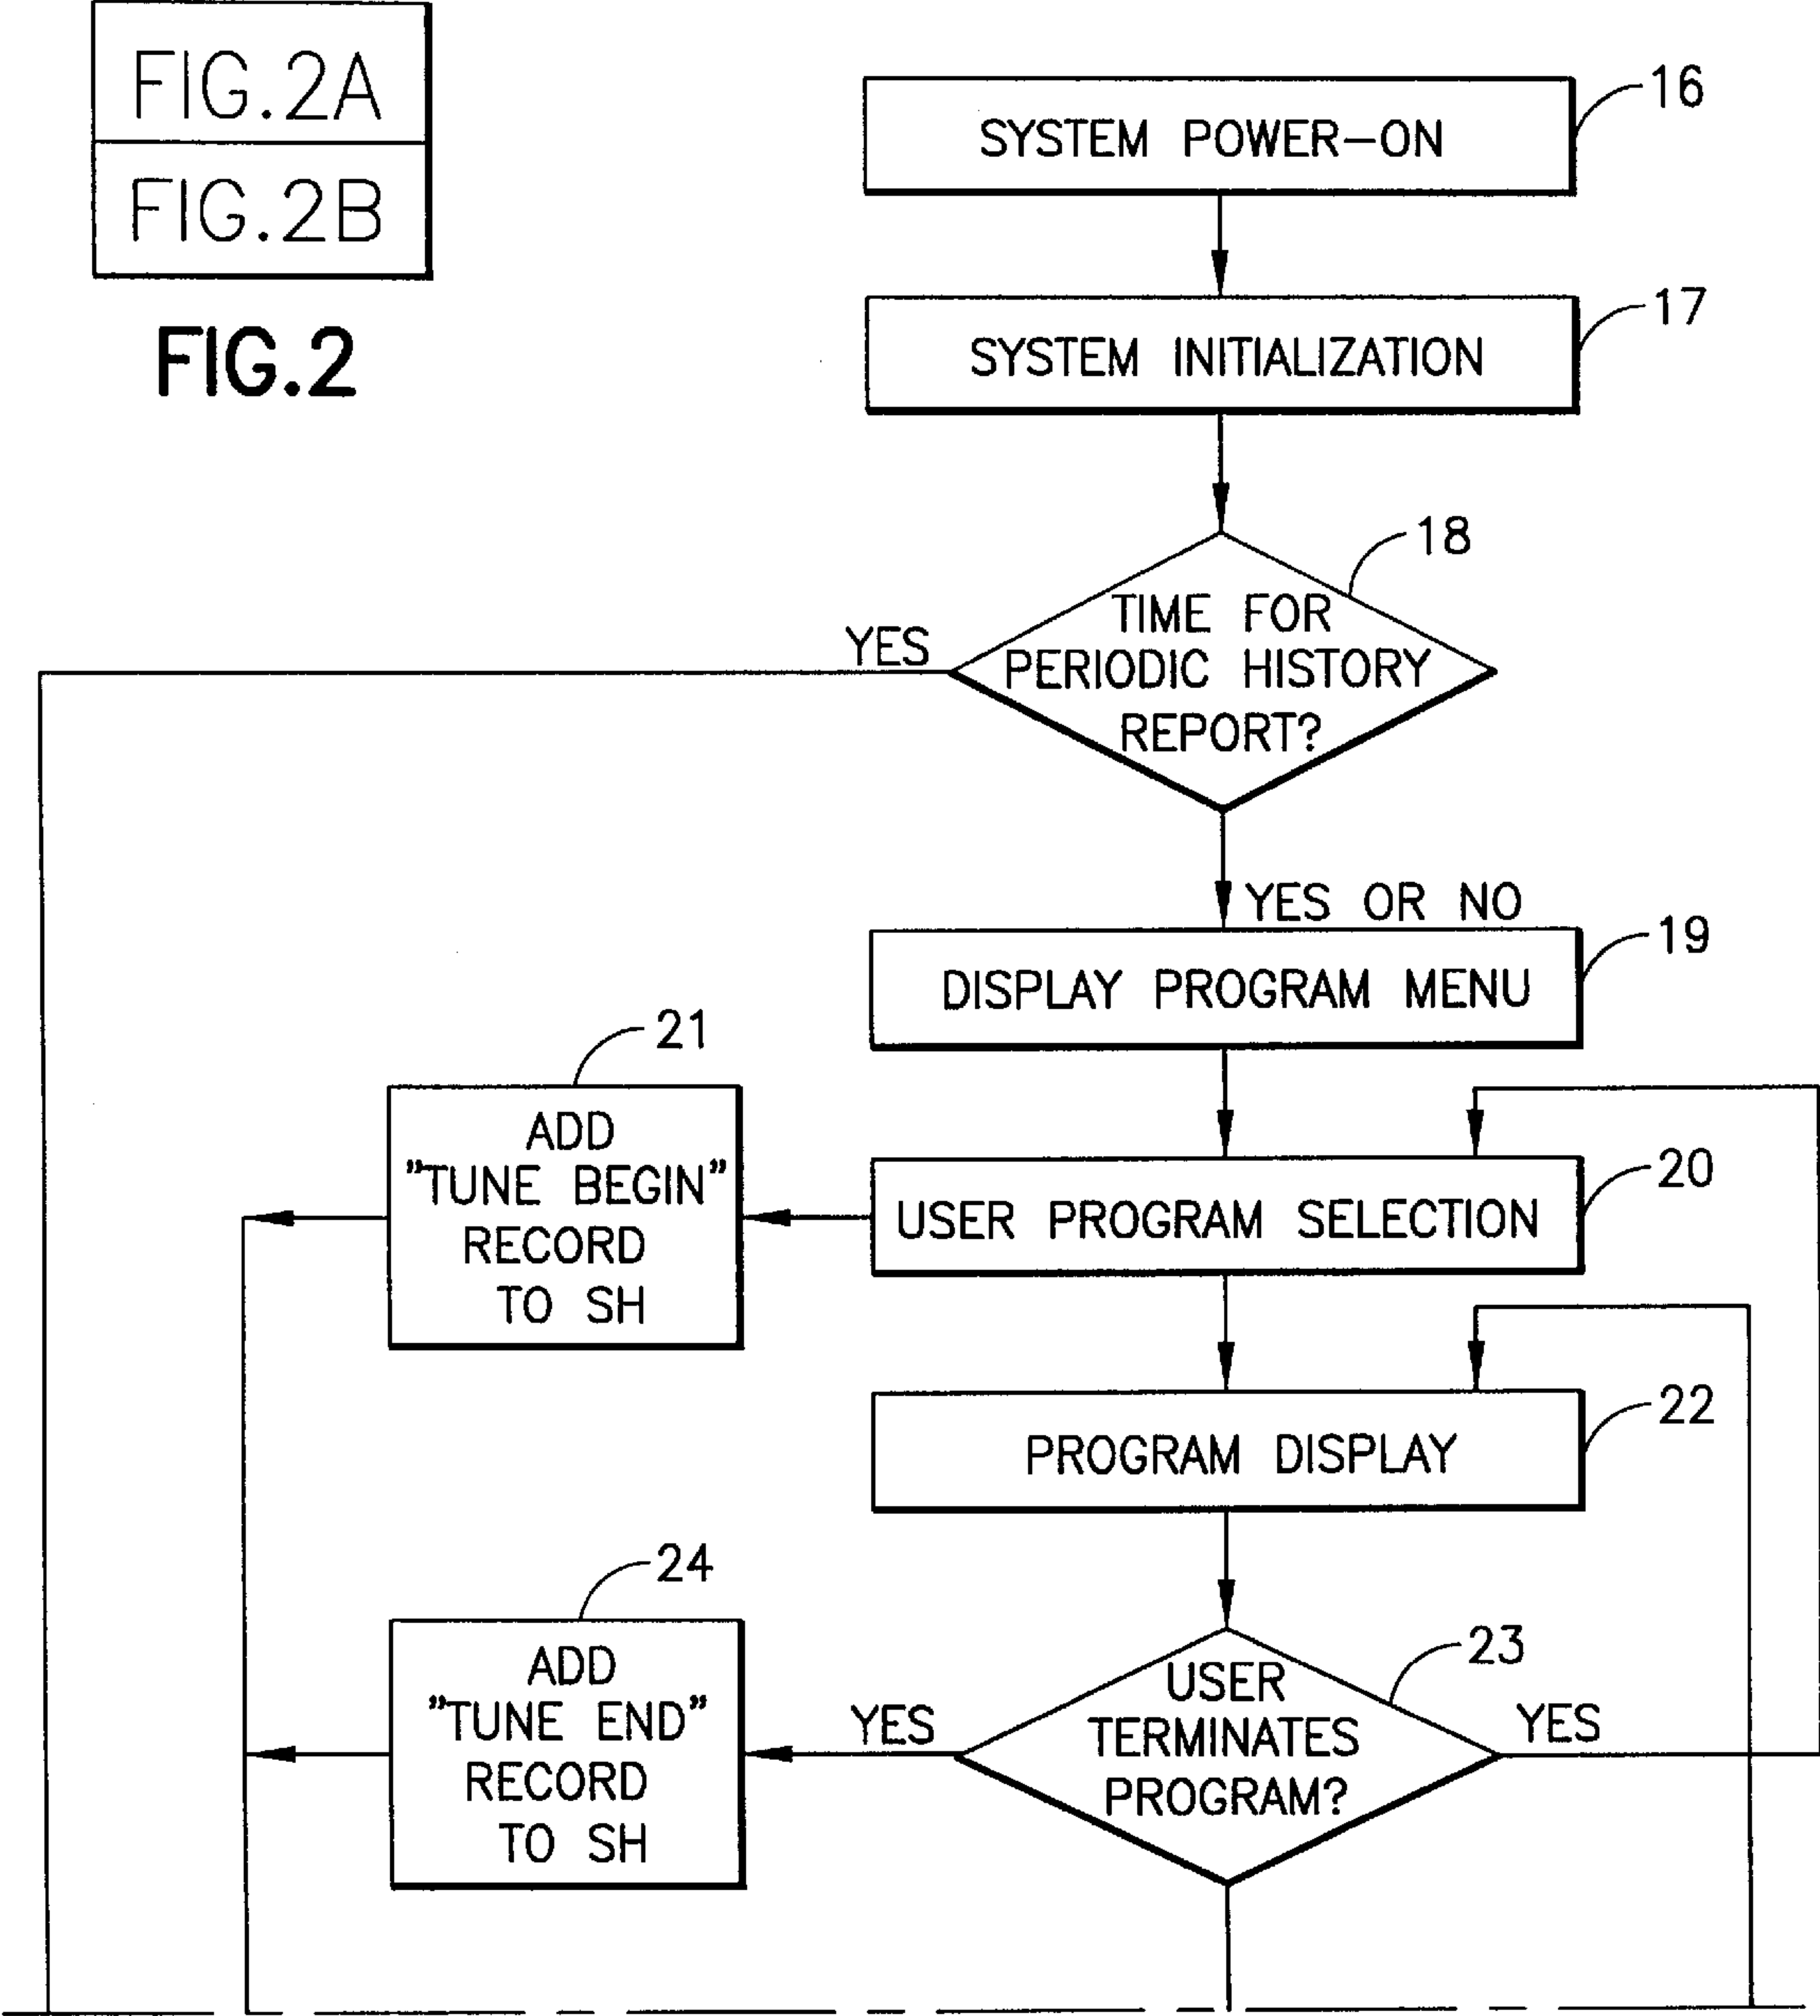 FIG.2A
FIG.2B
FIG.2
16
SYSTEM POWER-ON
17
SYSTEM INITIALIZATION
18
TIME FOR
PERIODIC HISTORY
REPORT?
YES
YES OR NO
19
DISPLAY PROGRAM MENU
21
ADD
"TUNE BEGIN"
RECORD
TO SH
20
USER PROGRAM SELECTION
22
PROGRAM DISPLAY
24
ADD
"TUNE END"
RECORD
TO SH
YES
23
USER
TERMINATES
PROGRAM?
YES